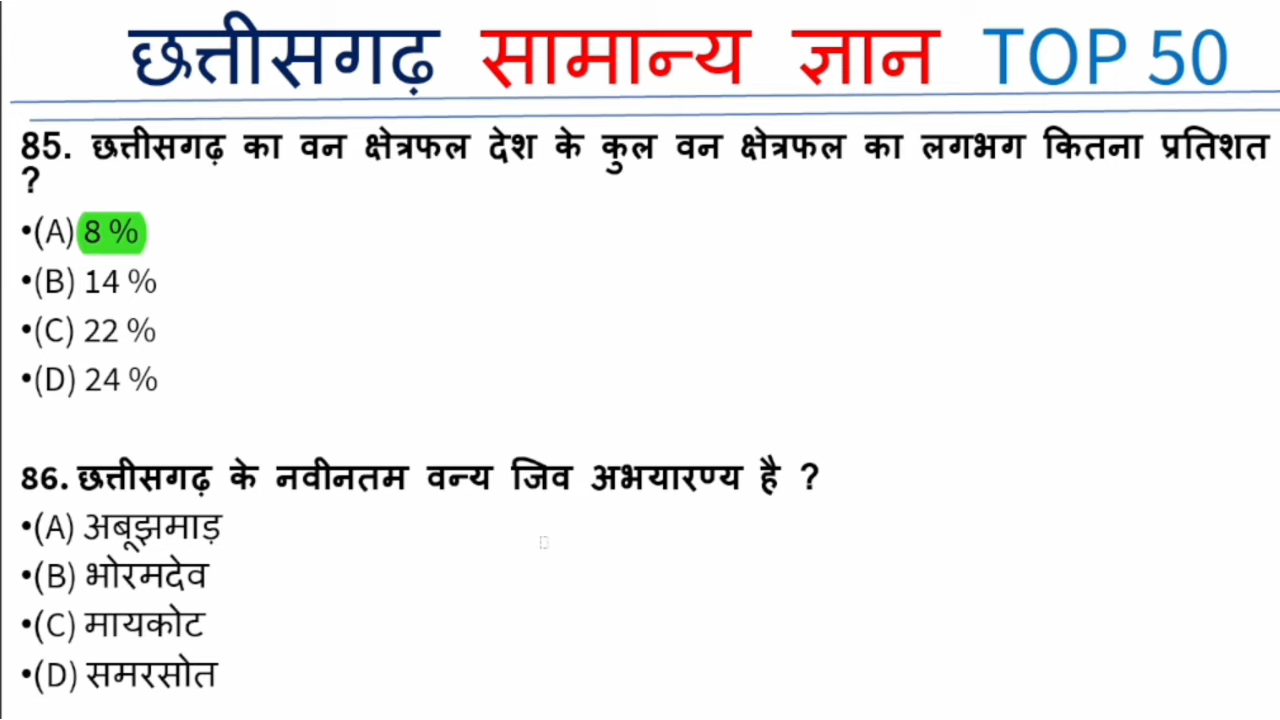 छत्तीसगढ़ सामान्य ज्ञान TOP 50
85. छत्तीसगढ़ का वन क्षेत्रफल देश के कुल वन क्षेत्रफल का लगभग कितना प्रतिशत
?
•(A) 8 %
•(B) 14 %
•(C) 22 %
•(D) 24 %
86. छत्तीसगढ़ के नवीनतम वन्य जिव अभयारण्य है ?
•(A) अबूझमाड़
•(B) भोरमदेव
•(C) मायकोट
•(D) समरसोत